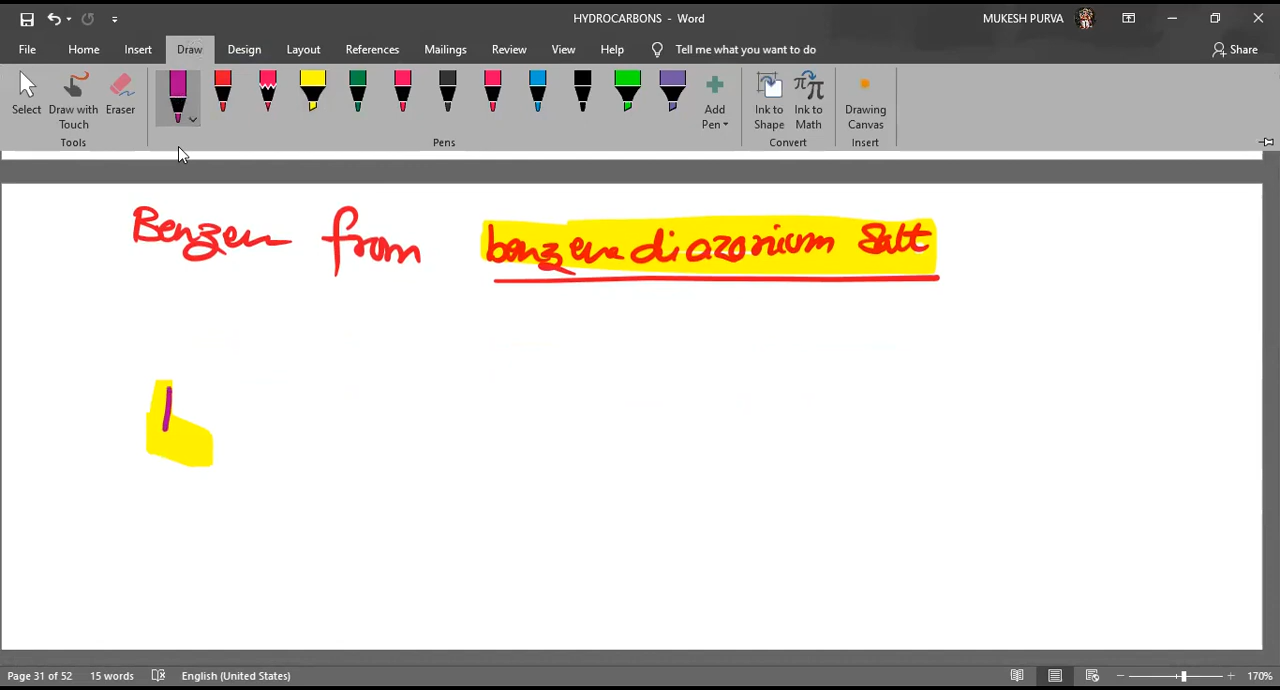 HYDROCARBONS - Word
MUKESH PURVA
File Home Insert Draw Design Layout References Mailings Review View Help Tell me what you want to do Share
Select Draw with Touch Eraser Add Pen Ink to Shape Ink to Math Drawing Canvas
Tools Pens Convert Insert
Benzen from benzene diazonium Salt
Page 31 of 52 15 words English (United States) 170%